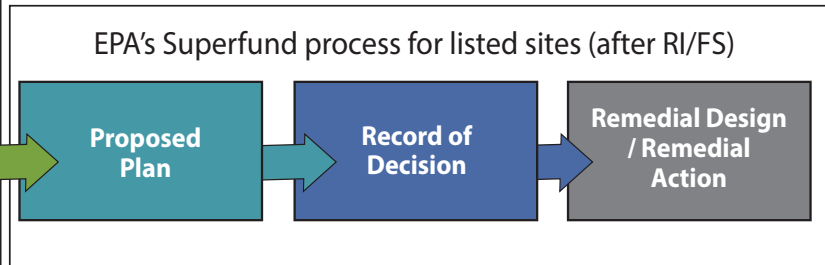 EPA’s Superfund process for listed sites (after RI/FS)
Proposed
Plan
Record of
Decision
Remedial Design
/ Remedial
Action